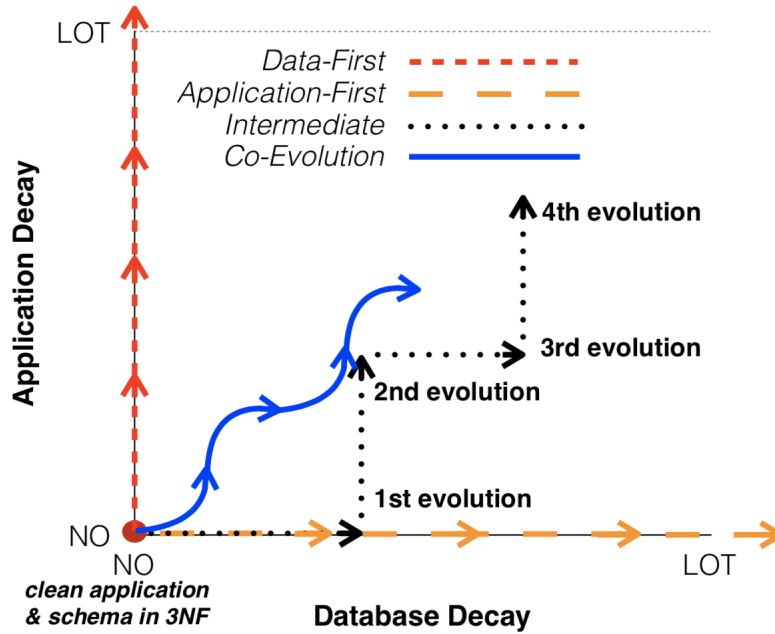 LOT
Data-First
Application-First
Intermediate
Co-Evolution
Application Decay
4th evolution
3rd evolution
2nd evolution
1st evolution
NO
NO
LOT
clean application
& schema in 3NF
Database Decay